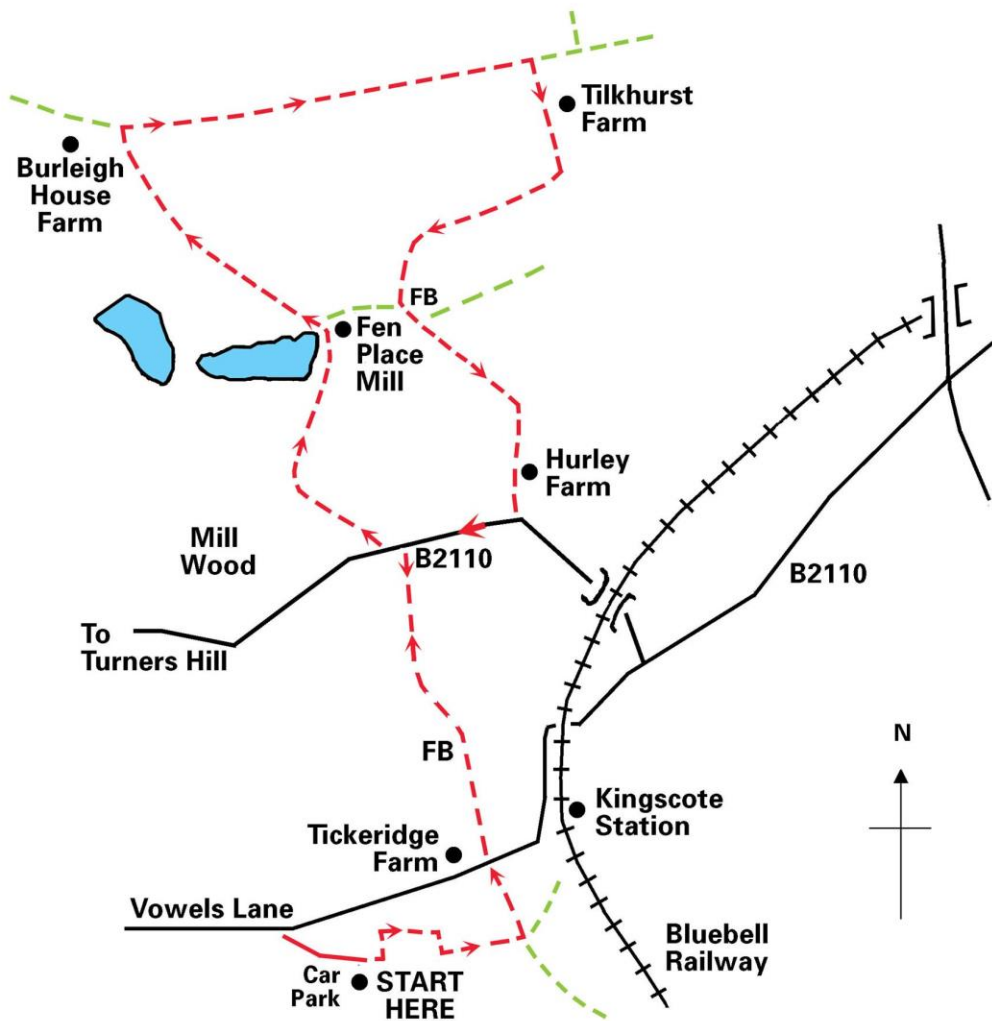 Tilkhurst
Farm
Burleigh
House
Farm
FB
Fen
Place
Mill
Hurley
Farm
Mill
Wood
B2110
B2110
To
Turners Hill
N
FB
Kingscote
Station
Tickeridge
Farm
Vowels Lane
Bluebell
Railway
Car
Park
START
HERE